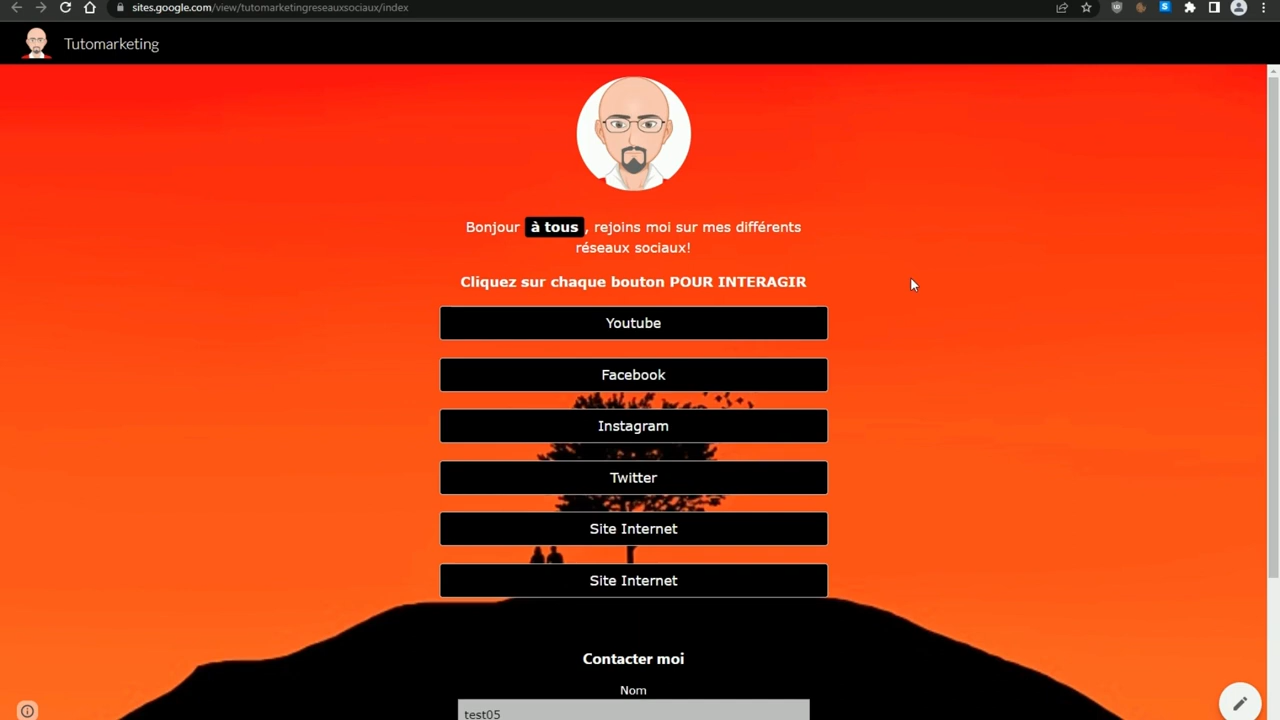 sites.google.com/view/tutomarketingreseauxsociaux/index
Tutomarketing
Bonjour à tous, rejoins moi sur mes différents
réseaux sociaux!
Cliquez sur chaque bouton POUR INTERAGIR
Youtube
Facebook
Instagram
Twitter
Site Internet
Site Internet
Contacter moi
Nom
test05